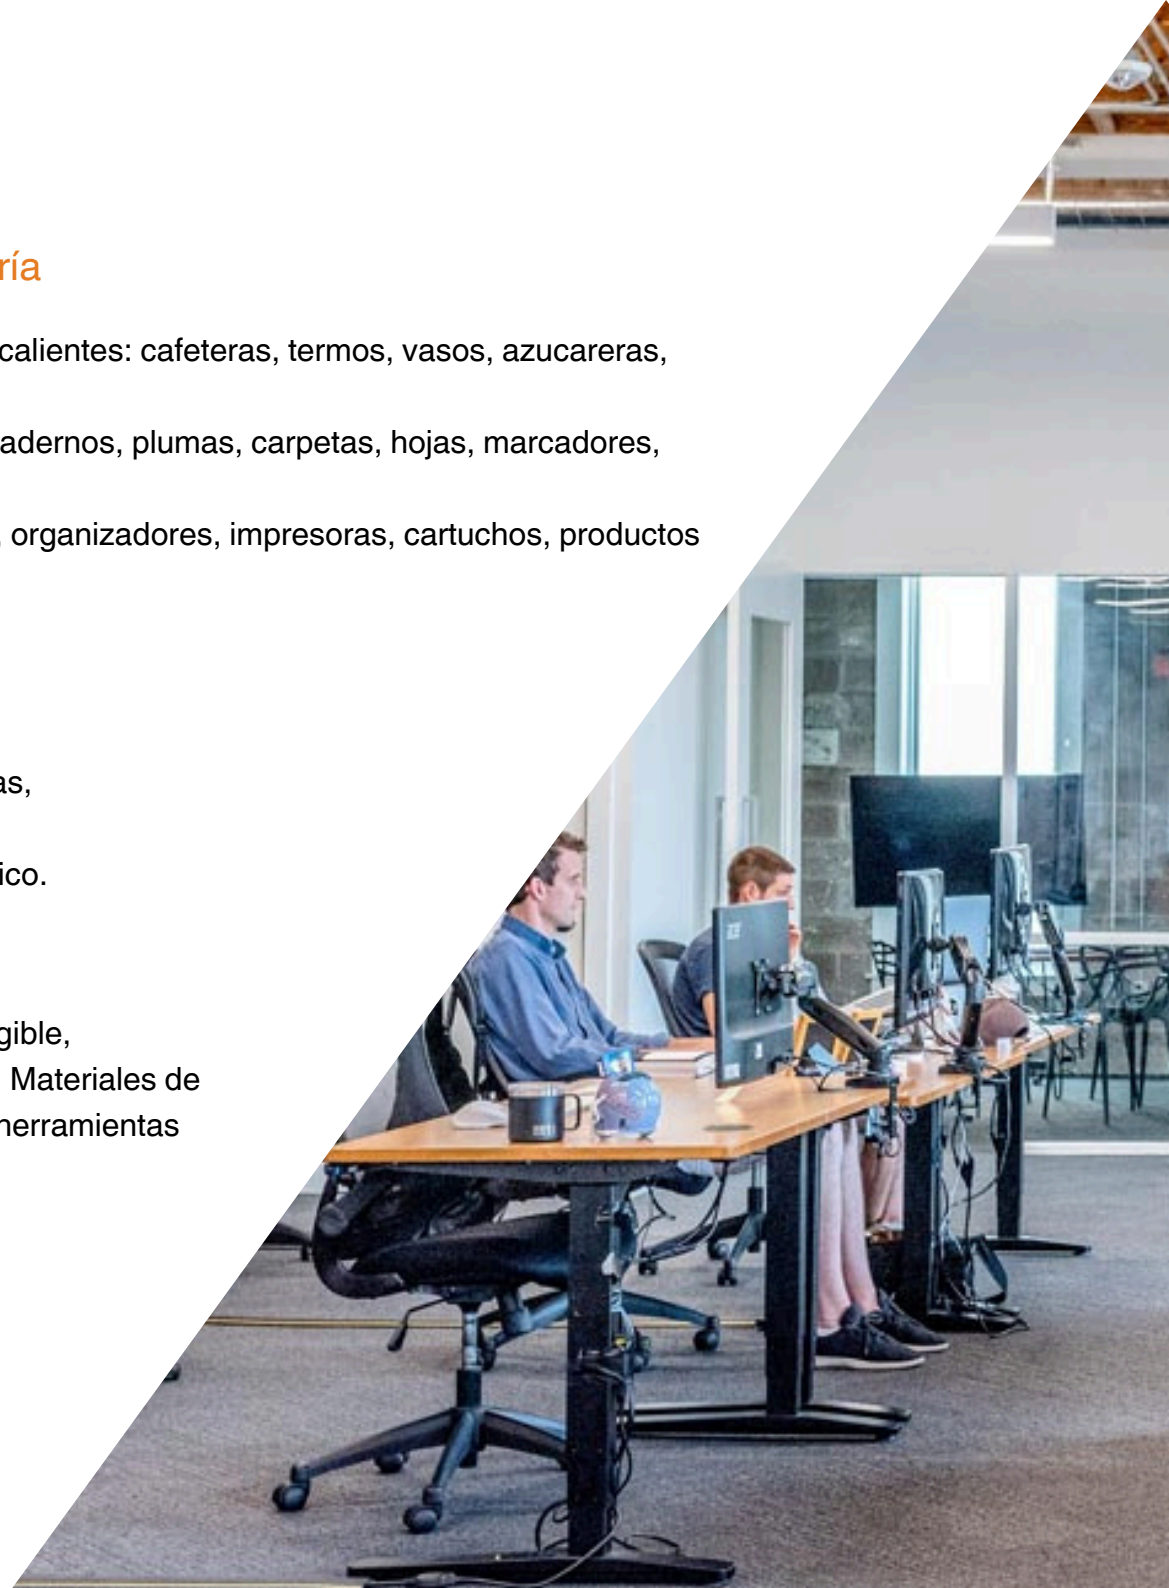 ría
calientes: cafeteras, termos, vasos, azucareras,
adernos, plumas, carpetas, hojas, marcadores,
organizadores, impresoras, cartuchos, productos
as,
ico.
gible,
Materiales de
herramientas